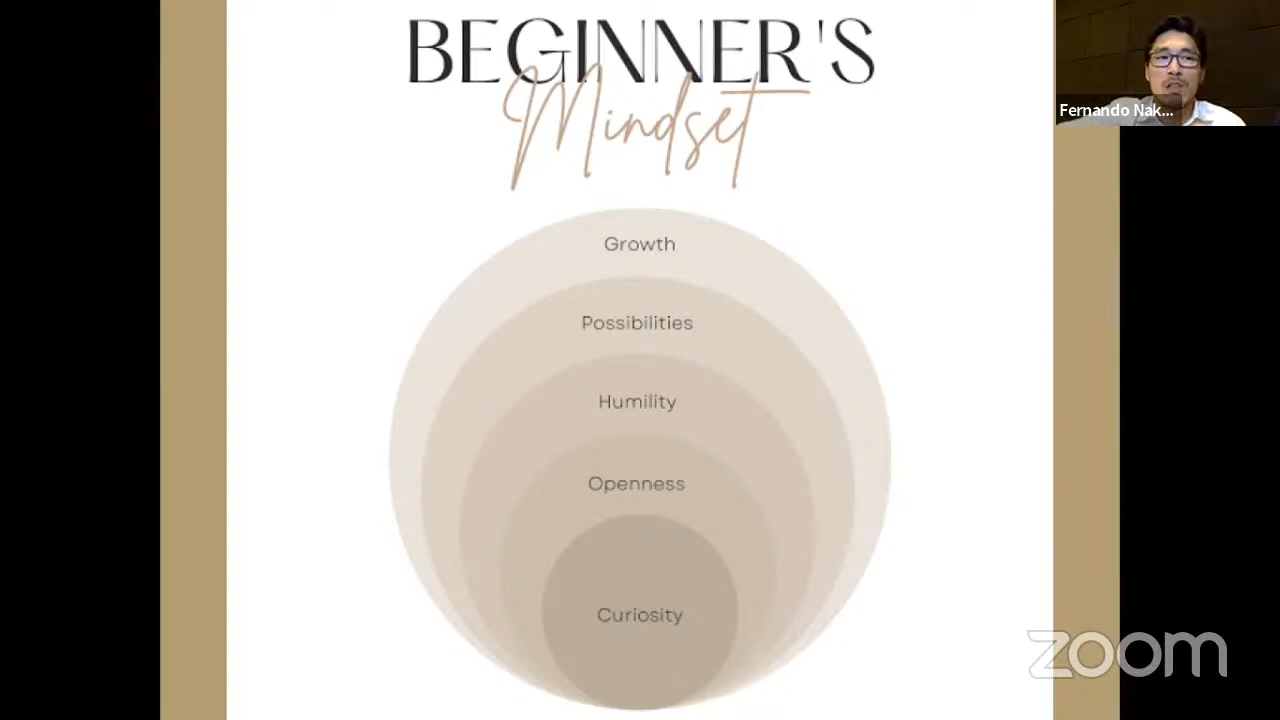 BEGINNER'S
Mindset
Fernando Nak...
Growth
Possibilities
Humility
Openness
Curiosity
zoom